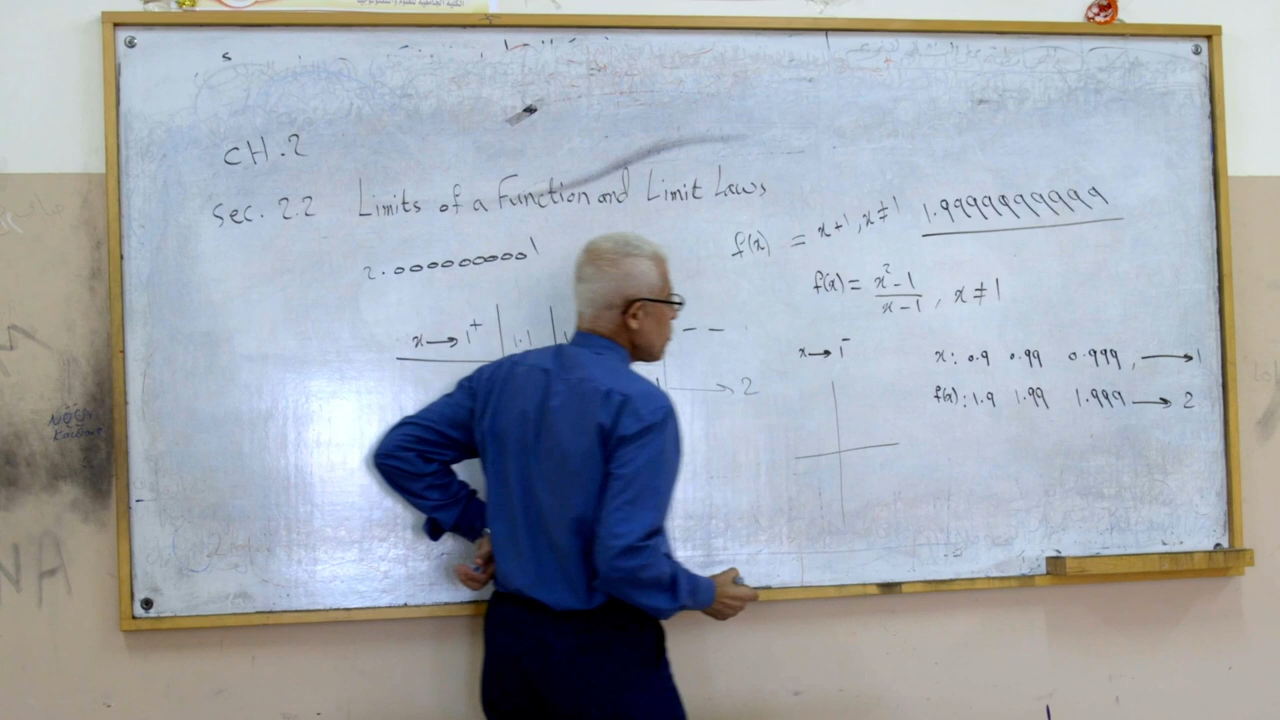 CH.2
Sec. 2.2 Limits of a Function and Limit Laws
2.0000000001
x → 1⁺ | 1.1 |
→ 2
f(x) = x+1, x≠1
1.9999999999
f(x) = (x²-1)/(x-1) , x≠1
x → 1⁻
x: 0.9 0.99 0.999, → 1
f(x): 1.9 1.99 1.999 → 2
NA